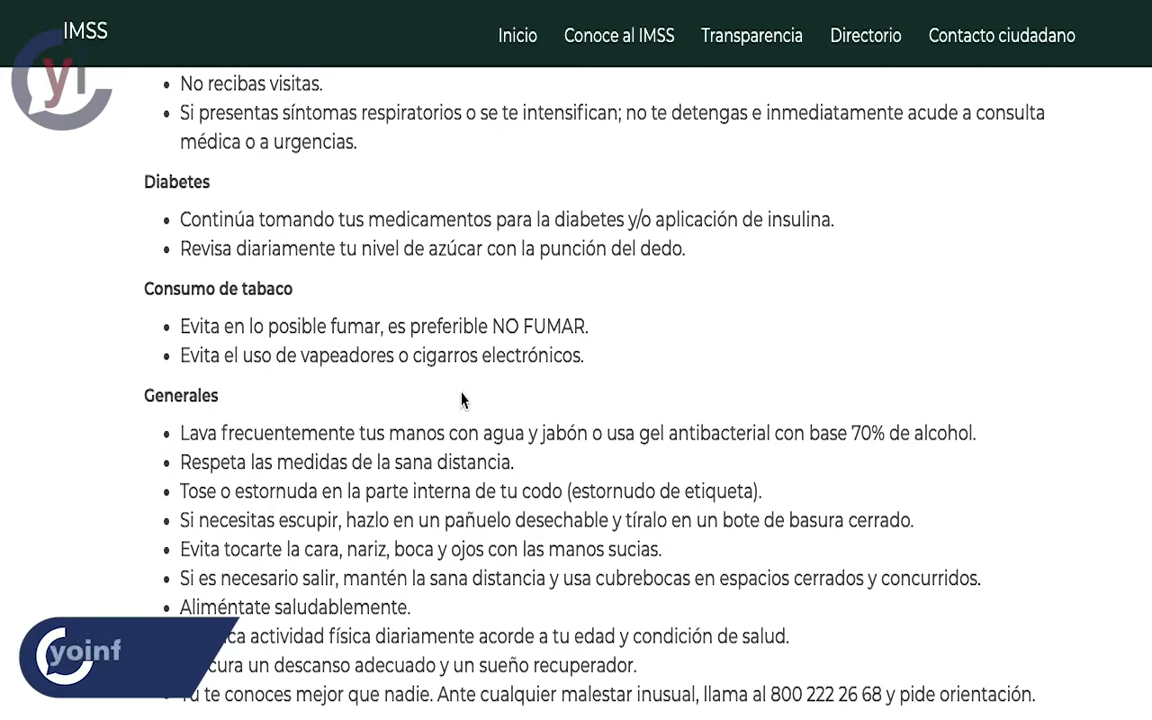 IMSS
Inicio Conoce al IMSS Transparencia Directorio Contacto ciudadano
yi
No recibas visitas.
Si presentas síntomas respiratorios o se te intensifican; no te detengas e inmediatamente acude a consulta
médica o a urgencias.
Diabetes
Continúa tomando tus medicamentos para la diabetes y/o aplicación de insulina.
Revisa diariamente tu nivel de azúcar con la punción del dedo.
Consumo de tabaco
Evita en lo posible fumar, es preferible NO FUMAR.
Evita el uso de vapeadores o cigarros electrónicos.
Generales
Lava frecuentemente tus manos con agua y jabón o usa gel antibacterial con base 70% de alcohol.
Respeta las medidas de la sana distancia.
Tose o estornuda en la parte interna de tu codo (estornudo de etiqueta).
Si necesitas escupir, hazlo en un pañuelo desechable y tíralo en un bote de basura cerrado.
Evita tocarte la cara, nariz, boca y ojos con las manos sucias.
Si es necesario salir, mantén la sana distancia y usa cubrebocas en espacios cerrados y concurridos.
Aliméntate saludablemente.
actividad física diariamente acorde a tu edad y condición de salud.
un descanso adecuado y un sueño recuperador.
Tú te conoces mejor que nadie. Ante cualquier malestar inusual, llama al 800 222 26 68 y pide orientación.
yoinf